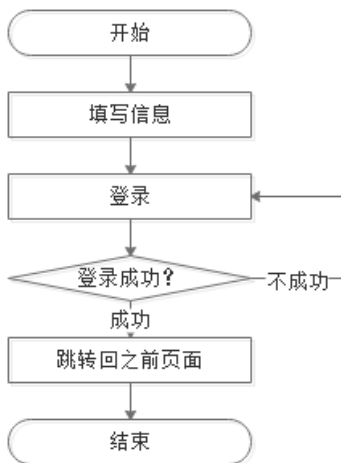 开始
填写信息
登录
登录成功？
不成功
成功
跳转回之前页面
结束